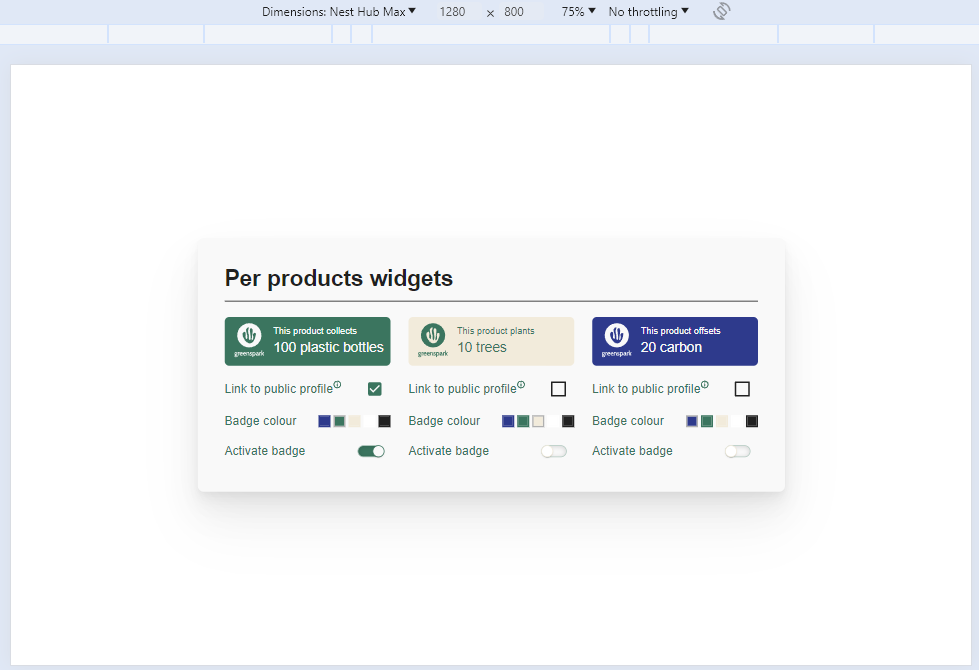 Dimensions: Nest Hub Max 1280 × 800 75% No throttling
Per products widgets
greenspark
This product collects
100 plastic bottles
greenspark
This product plants
10 trees
greenspark
This product offsets
20 carbon
Link to public profile Link to public profile Link to public profile
Badge colour Badge colour Badge colour
Activate badge Activate badge Activate badge